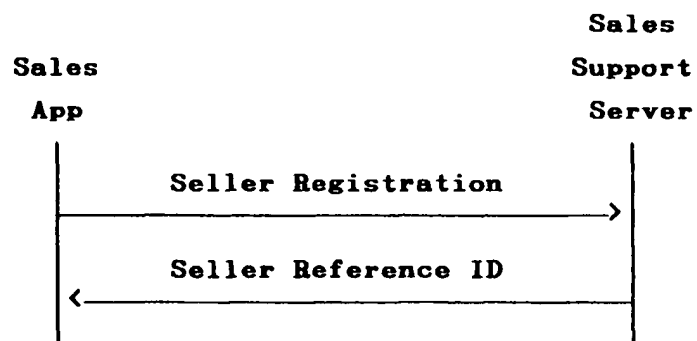 Sales
App
Sales
Support
Server
Seller Registration
Seller Reference ID